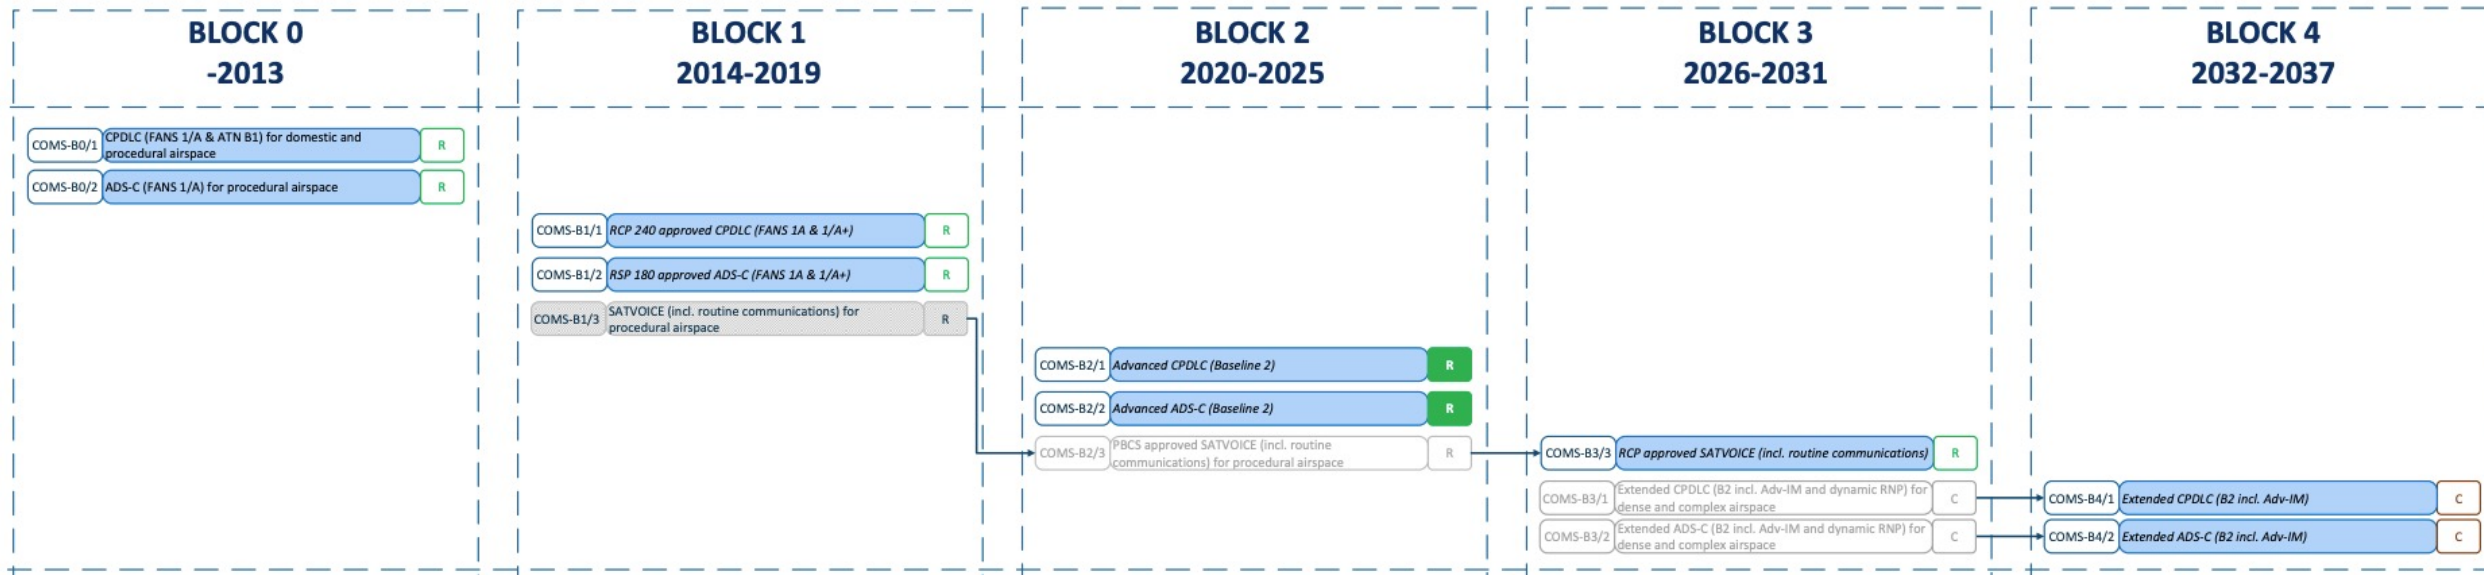 BLOCK 0
-2013
BLOCK 1
2014-2019
BLOCK 2
2020-2025
BLOCK 3
2026-2031
BLOCK 4
2032-2037
COMS-B0/1
CPDLC (FANS 1/A & ATN B1) for domestic and
procedural airspace
R
COMS-B0/2
ADS-C (FANS 1/A) for procedural airspace
R
COMS-B1/1
RCP 240 approved CPDLC (FANS 1A & 1/A+)
R
COMS-B1/2
RSP 180 approved ADS-C (FANS 1A & 1/A+)
R
COMS-B1/3
SATVOICE (incl. routine communications) for
procedural airspace
R
COMS-B2/1
Advanced CPDLC (Baseline 2)
R
COMS-B2/2
Advanced ADS-C (Baseline 2)
R
COMS-B2/3
PBCS approved SATVOICE (incl. routine
communications) for procedural airspace
R
COMS-B3/3
RCP approved SATVOICE (incl. routine communications)
R
COMS-B3/1
Extended CPDLC (B2 incl. Adv-IM and dynamic RNP) for
dense and complex airspace
C
COMS-B3/2
Extended ADS-C (B2 incl. Adv-IM and dynamic RNP) for
dense and complex airspace
C
COMS-B4/1
Extended CPDLC (B2 incl. Adv-IM)
C
COMS-B4/2
Extended ADS-C (B2 incl. Adv-IM)
C